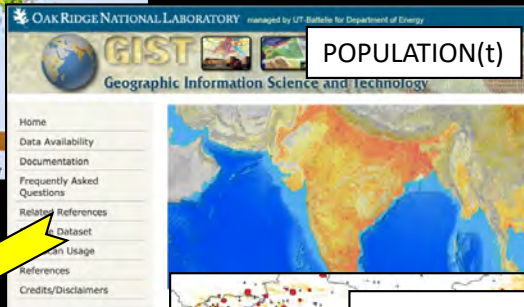 OAK RIDGE NATIONAL LABORATORY managed by UT-Battelle for Department of Energy
GIST
POPULATION(t)
Geographic Information Science and Technology
Home
Data Availability
Documentation
Frequently Asked
Questions
Related References
Dataset
Usage
References
Credits/Disclaimers